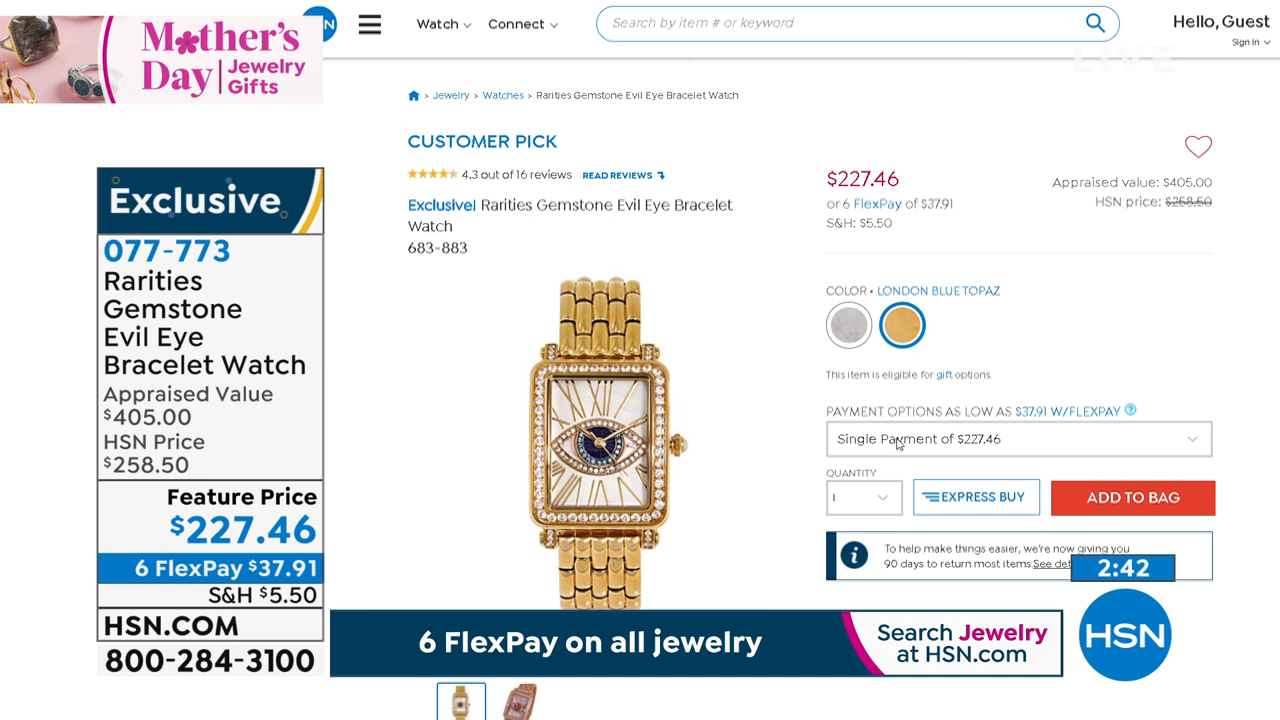 Mother's
Day | Jewelry
Gifts
Watch
Connect
Search by item # or keyword
Hello, Guest
Sign In
LIVE
> Jewelry > Watches > Rarities Gemstone Evil Eye Bracelet Watch
CUSTOMER PICK
4.3 out of 16 reviews READ REVIEWS
Exclusive! Rarities Gemstone Evil Eye Bracelet
Watch
683-883
$227.46
or 6 FlexPay of $37.91
S&H: $5.50
Appraised value: $405.00
HSN price: $258.50
COLOR • LONDON BLUE TOPAZ
This item is eligible for gift options.
PAYMENT OPTIONS AS LOW AS $37.91 W/FLEXPAY ?
Single Payment of $227.46
QUANTITY
1
EXPRESS BUY
ADD TO BAG
i
To help make things easier, we're now giving you
90 days to return most items.
2:42
Exclusive
077-773
Rarities
Gemstone
Evil Eye
Bracelet Watch
Appraised Value
$405.00
HSN Price
$258.50
Feature Price
$227.46
6 FlexPay $37.91
S&H $5.50
HSN.COM
800-284-3100
6 FlexPay on all jewelry
Search Jewelry
at HSN.com
HSN